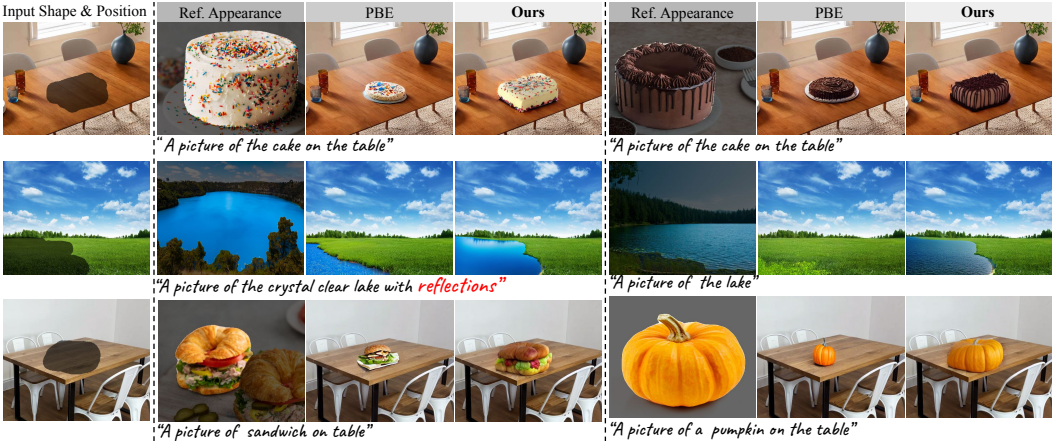 Input Shape & Position Ref. Appearance PBE Ours Ref. Appearance PBE Ours
“A picture of the cake on the table” “A picture of the cake on the table”
“A picture of the crystal clear lake with reflections” “A picture of the lake”
“A picture of sandwich on table” “A picture of a pumpkin on the table”